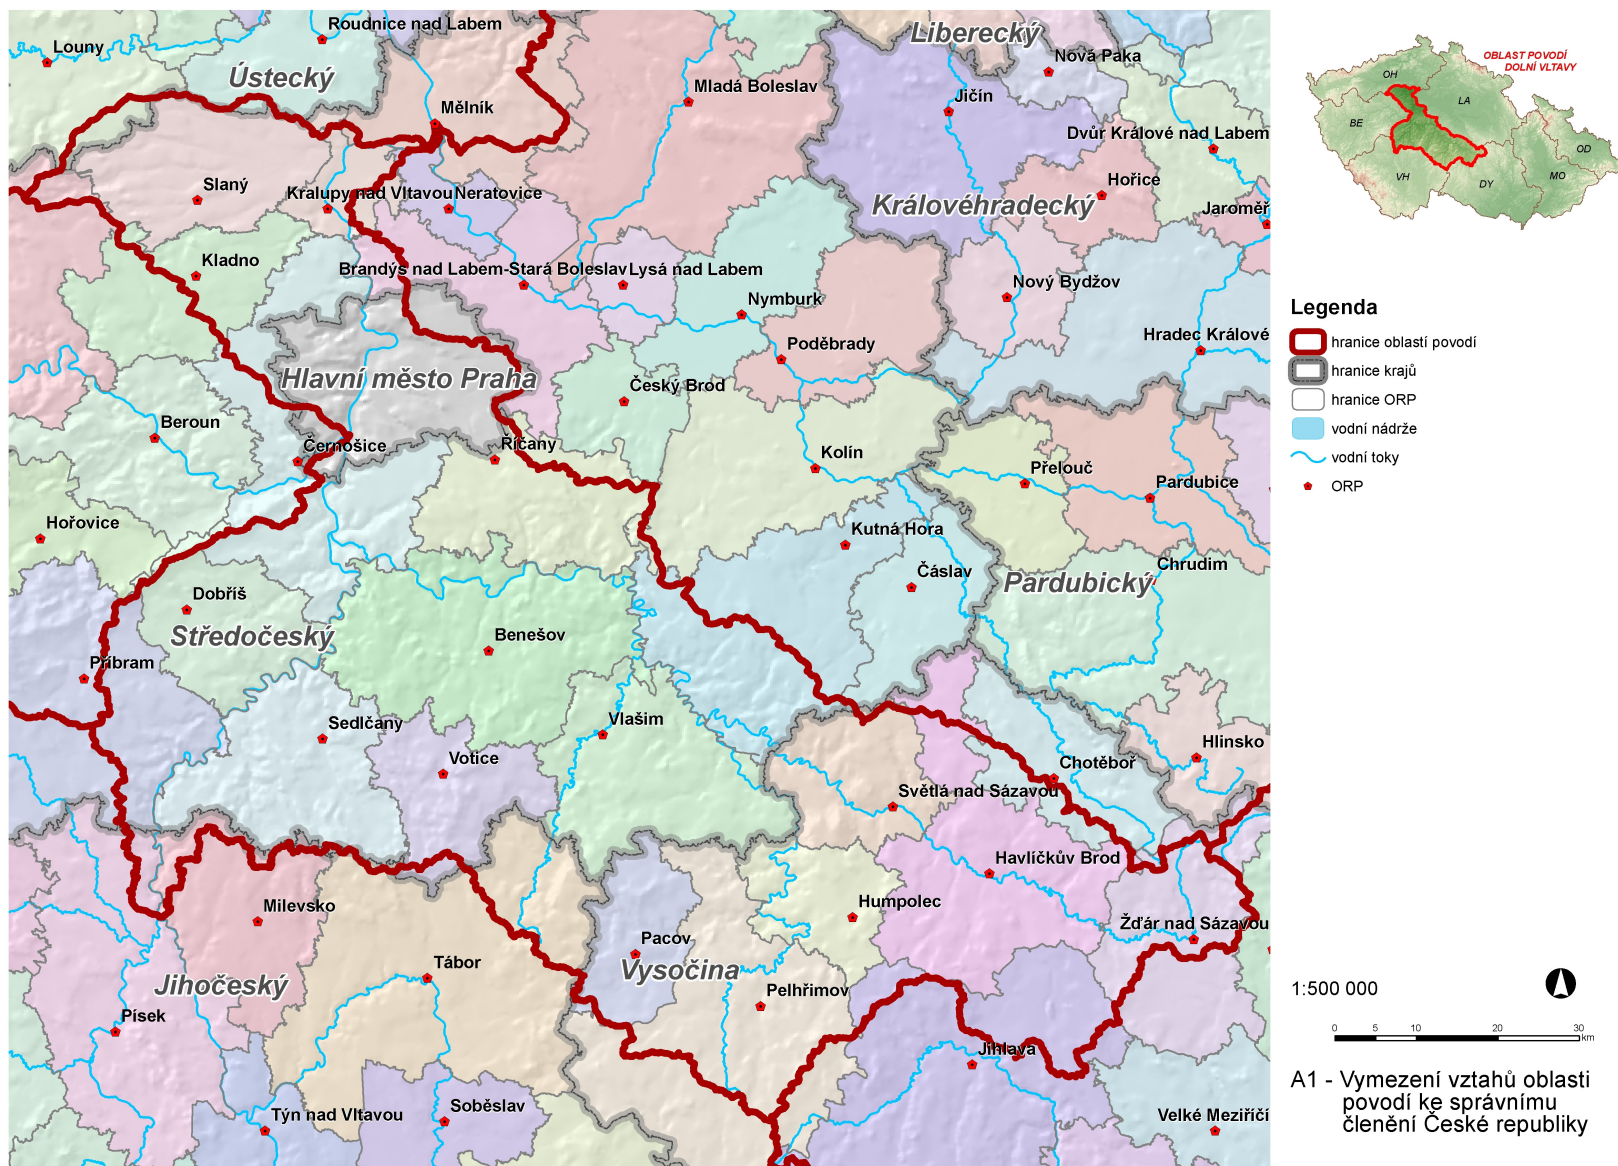 Roudnice nad Labem
Louny
Liberecký
Nová Paka
Ústecký
Mladá Boleslav
Jičín
Mělník
Dvůr Králové nad Labem
Slaný
Kralupy nad Vltavou
Neratovice
Hořice
Královéhradecký
Jaroměř
Kladno
Brandýs nad Labem-Stará Boleslav
Lysá nad Labem
Nový Bydžov
Nymburk
Hradec Králové
Poděbrady
Hlavní město Praha
Český Brod
Beroun
Černošice
Říčany
Kolín
Přelouč
Pardubice
Hořovice
Kutná Hora
Čáslav
Chrudim
Pardubický
Dobříš
Středočeský
Benešov
Příbram
Sedlčany
Vlašim
Votice
Hlinsko
Chotěboř
Světlá nad Sázavou
Havlíčkův Brod
Milevsko
Humpolec
Žďár nad Sázavou
Pacov
Tábor
Vysočina
Jihočeský
Pelhřimov
Písek
Jihlava
Týn nad Vltavou
Soběslav
Velké Meziříčí
OBLAST POVODÍ
DOLNÍ VLTAVY
OH
LA
BE
OD
VH
DY
MO
Legenda
hranice oblastí povodí
hranice krajů
hranice ORP
vodní nádrže
vodní toky
ORP
1:500 000
0 5 10 20 30
km
A1 - Vymezení vztahů oblasti
povodí ke správnímu
členění České republiky